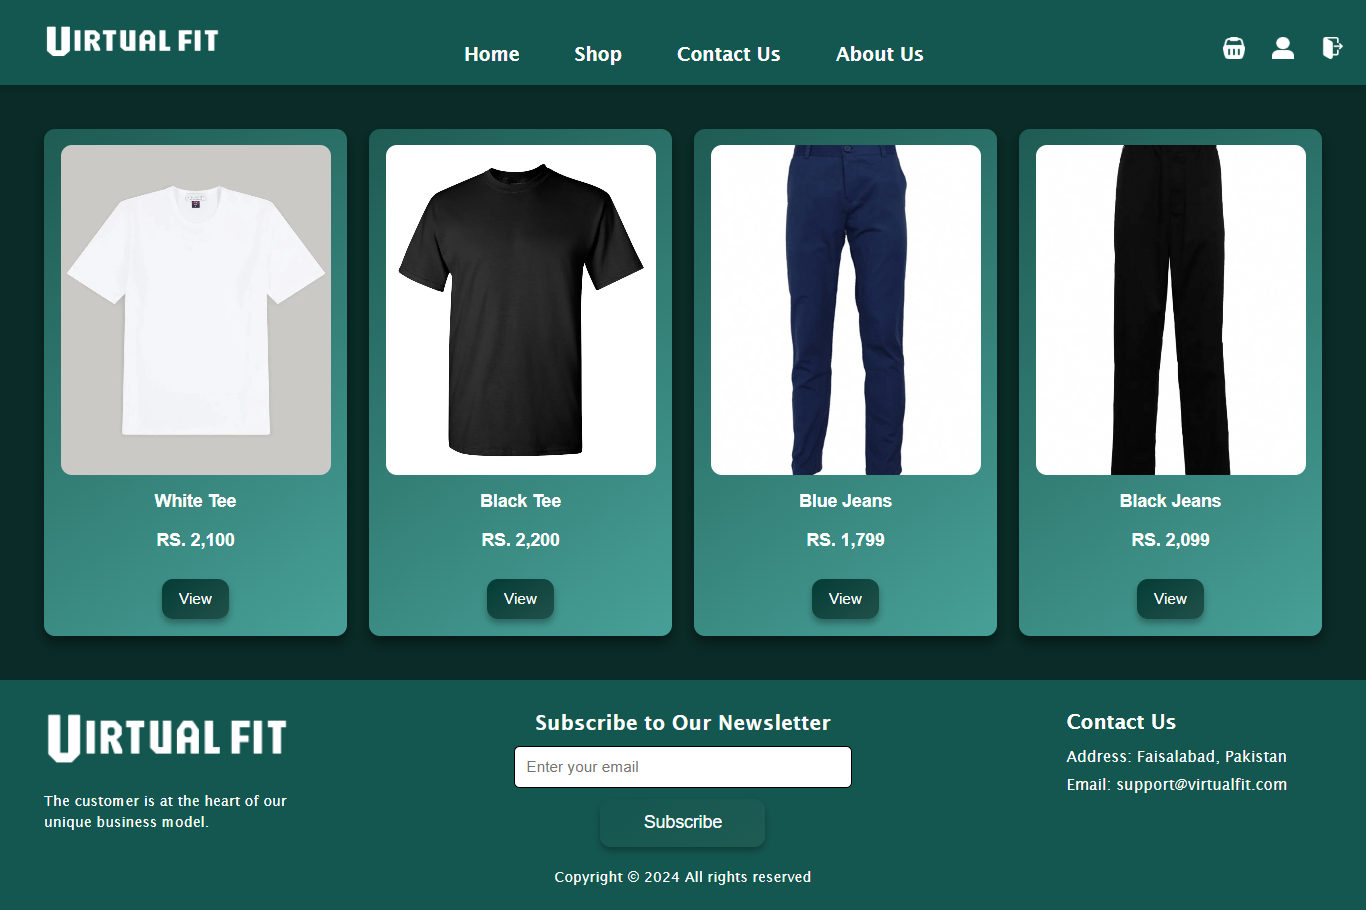 VIRTUAL FIT
Home Shop Contact Us About Us
White Tee
RS. 2,100
View
Black Tee
RS. 2,200
View
Blue Jeans
RS. 1,799
View
Black Jeans
RS. 2,099
View
VIRTUAL FIT
The customer is at the heart of our
unique business model.
Subscribe to Our Newsletter
Enter your email
Subscribe
Contact Us
Address: Faisalabad, Pakistan
Email: support@virtualfit.com
Copyright © 2024 All rights reserved